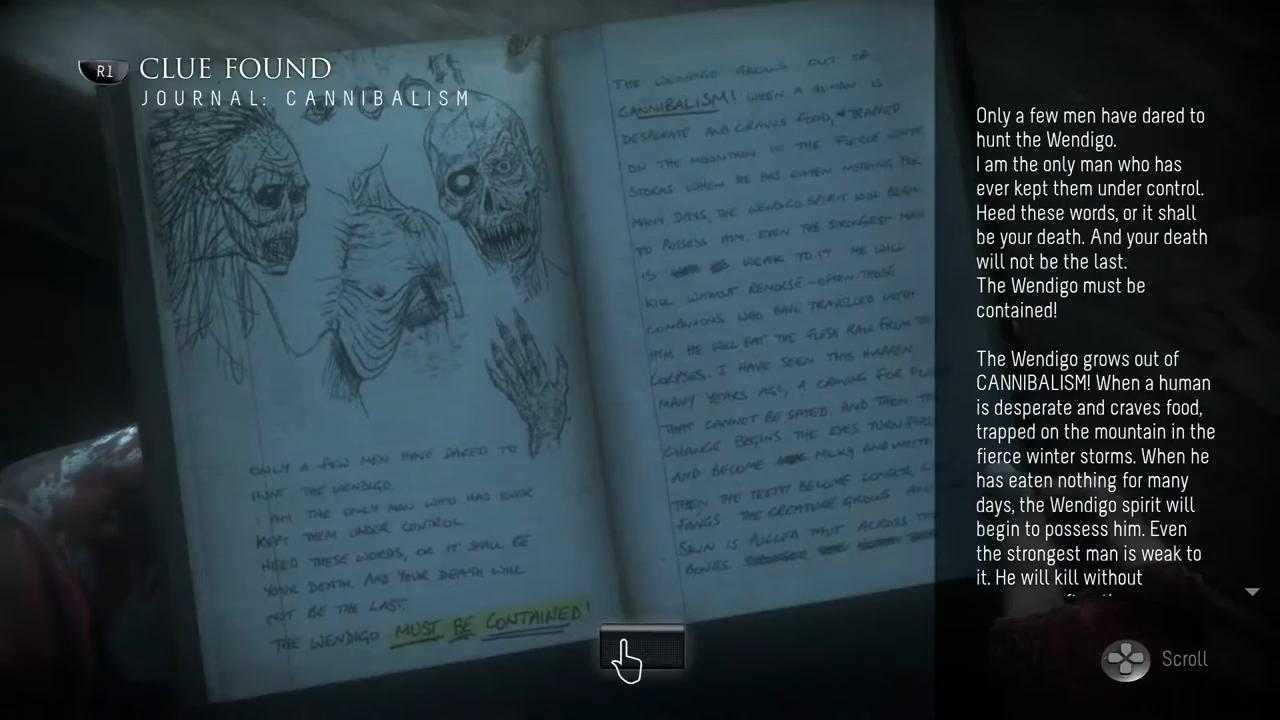 R1 CLUE FOUND
JOURNAL: CANNIBALISM
ONLY A FEW MEN HAVE DARED TO
HUNT THE WENDIGO.
I AM THE ONLY MAN WHO HAS EVER
KEPT THEM UNDER CONTROL
HEED THESE WORDS, OR IT SHALL BE
YOUR DEATH. AND YOUR DEATH WILL
NOT BE THE LAST.
THE WENDIGO MUST BE CONTAINED!
THE WENDIGO GROWS OUT OF
CANNIBALISM! WHEN A HUMAN IS
DESPERATE AND CRAVES FOOD, TRAPPED
ON THE MOUNTAIN IN THE FIERCE WINTER
STORMS. WHEN HE HAS EATEN NOTHING FOR
MANY DAYS, THE WENDIGO SPIRIT WILL BEGIN
TO POSSESS HIM. EVEN THE STRONGEST MAN
IS WEAK TO IT HE WILL
KILL WITHOUT REMORSE - OFTEN THOSE
COMPANIONS WHO HAVE TRAVELLED WITH
HIM. HE WILL EAT THE FLESH RAW FROM
CORPSES. I HAVE SEEN THIS HAPPEN
MANY YEARS AGO, A CRAVING FOR
THAT CANNOT BE SATED. AND THEN
CHANGE BEGINS THE EYES TURN
AND BECOME MILKY AND WHITE
THEN THE TEETH BECOME LONGER,
FANGS. THE CREATURE GROWS
SKIN IS PULLED TAUT ACROSS
BONES.
Only a few men have dared to
hunt the Wendigo.
I am the only man who has
ever kept them under control.
Heed these words, or it shall
be your death. And your death
will not be the last.
The Wendigo must be
contained!
The Wendigo grows out of
CANNIBALISM! When a human
is desperate and craves food,
trapped on the mountain in the
fierce winter storms. When he
has eaten nothing for many
days, the Wendigo spirit will
begin to possess him. Even
the strongest man is weak to
it. He will kill without
Scroll